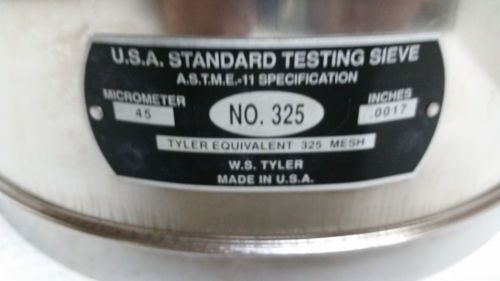 U.S.A. STANDARD TESTING SIEVE
A.S.T.M.E.-11 SPECIFICATION
MICROMETER
45
NO. 325
INCHES
.0017
TYLER EQUIVALENT 325 MESH
W.S. TYLER
MADE IN U.S.A.